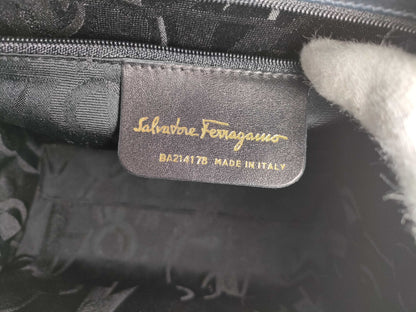 Salvatore Ferragamo
BA214178 MADE IN ITALY